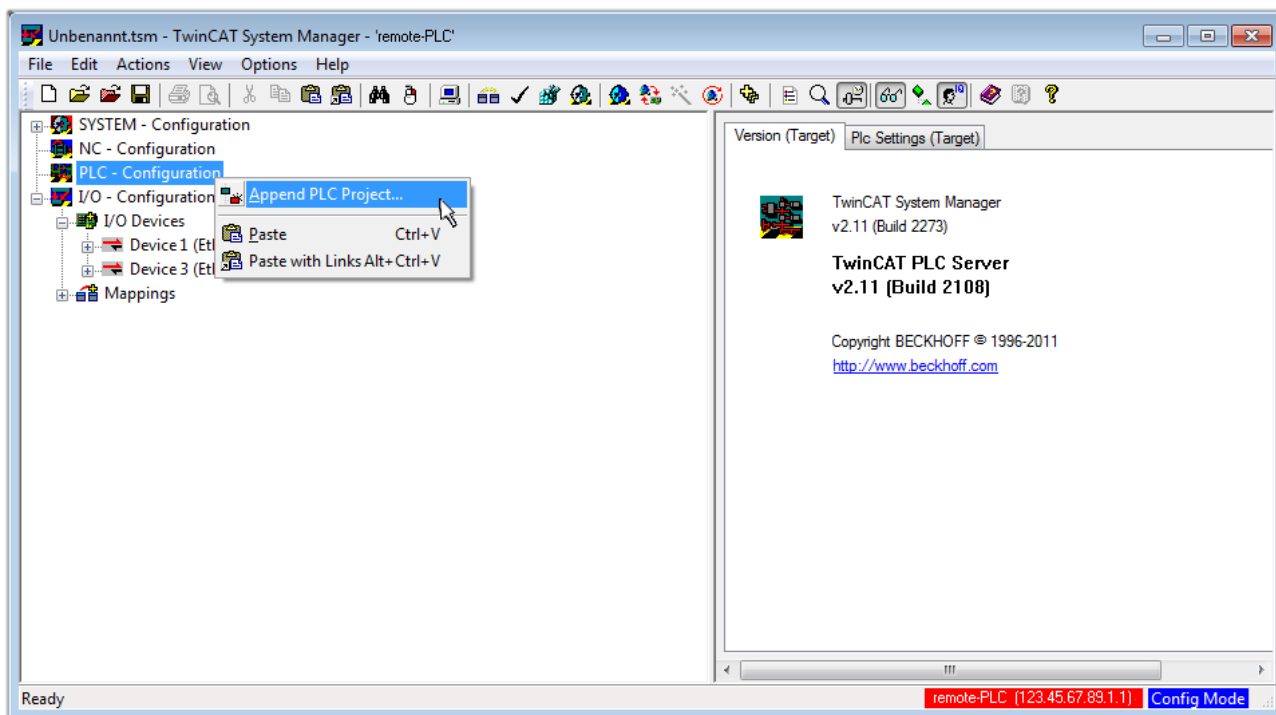 Unbenannt.tsm - TwinCAT System Manager - 'remote-PLC'
File Edit Actions View Options Help
SYSTEM - Configuration
NC - Configuration
PLC - Configuration
I/O - Configuration
I/O Devices
Device 1 (Et
Device 3 (Et
Mappings
Append PLC Project...
Paste Ctrl+V
Paste with Links Alt+Ctrl+V
Version (Target) Plc Settings (Target)
TwinCAT System Manager
v2.11 (Build 2273)
TwinCAT PLC Server
v2.11 (Build 2108)
Copyright BECKHOFF © 1996-2011
http://www.beckhoff.com
Ready
remote-PLC (123.45.67.89.1.1) Config Mode